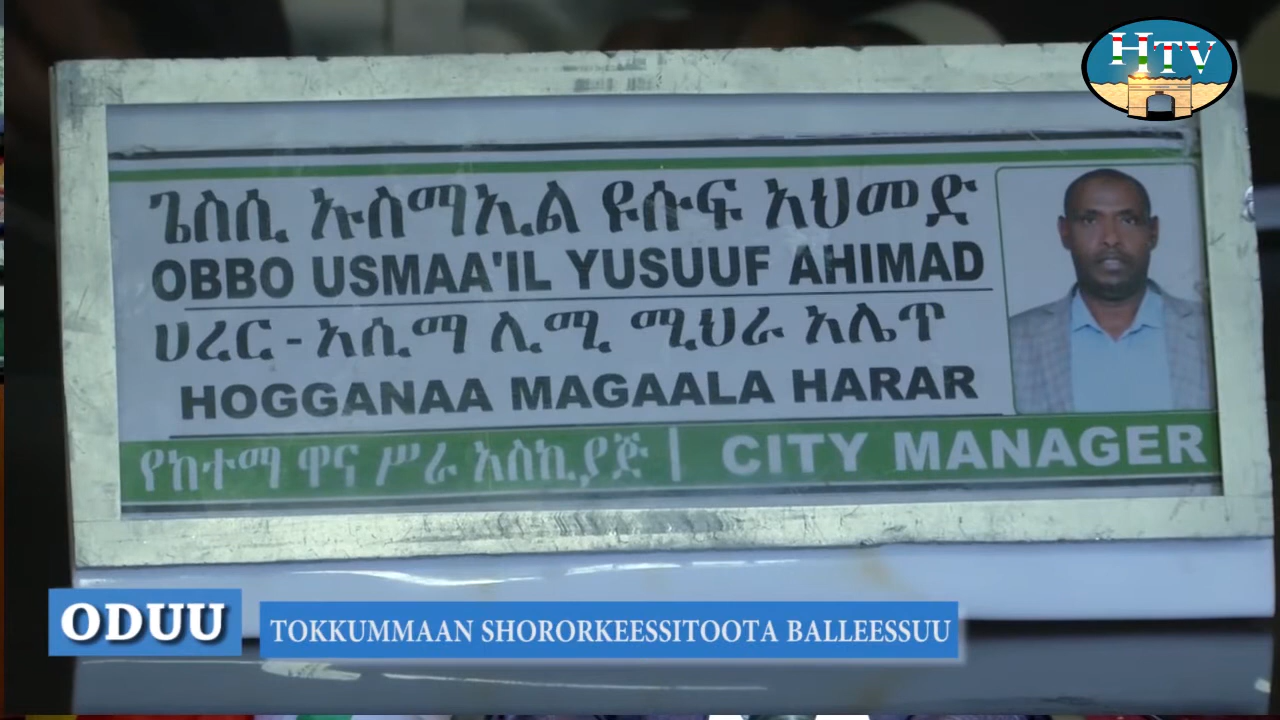 HTV
ጌስሲ ኡስማኢል ዩሱፍ አህመድ
OBBO USMAA'IL YUSUUF AHIMAD
ሀረር - አሲማ ሊሚ ሚህራ አሌጥ
HOGGANAA MAGAALA HARAR
የከተማ ዋና ሥራ አስኪያጅ | CITY MANAGER
ODUU
TOKKUMMAAN SHORORKEESSITOOTA BALLEESSUU